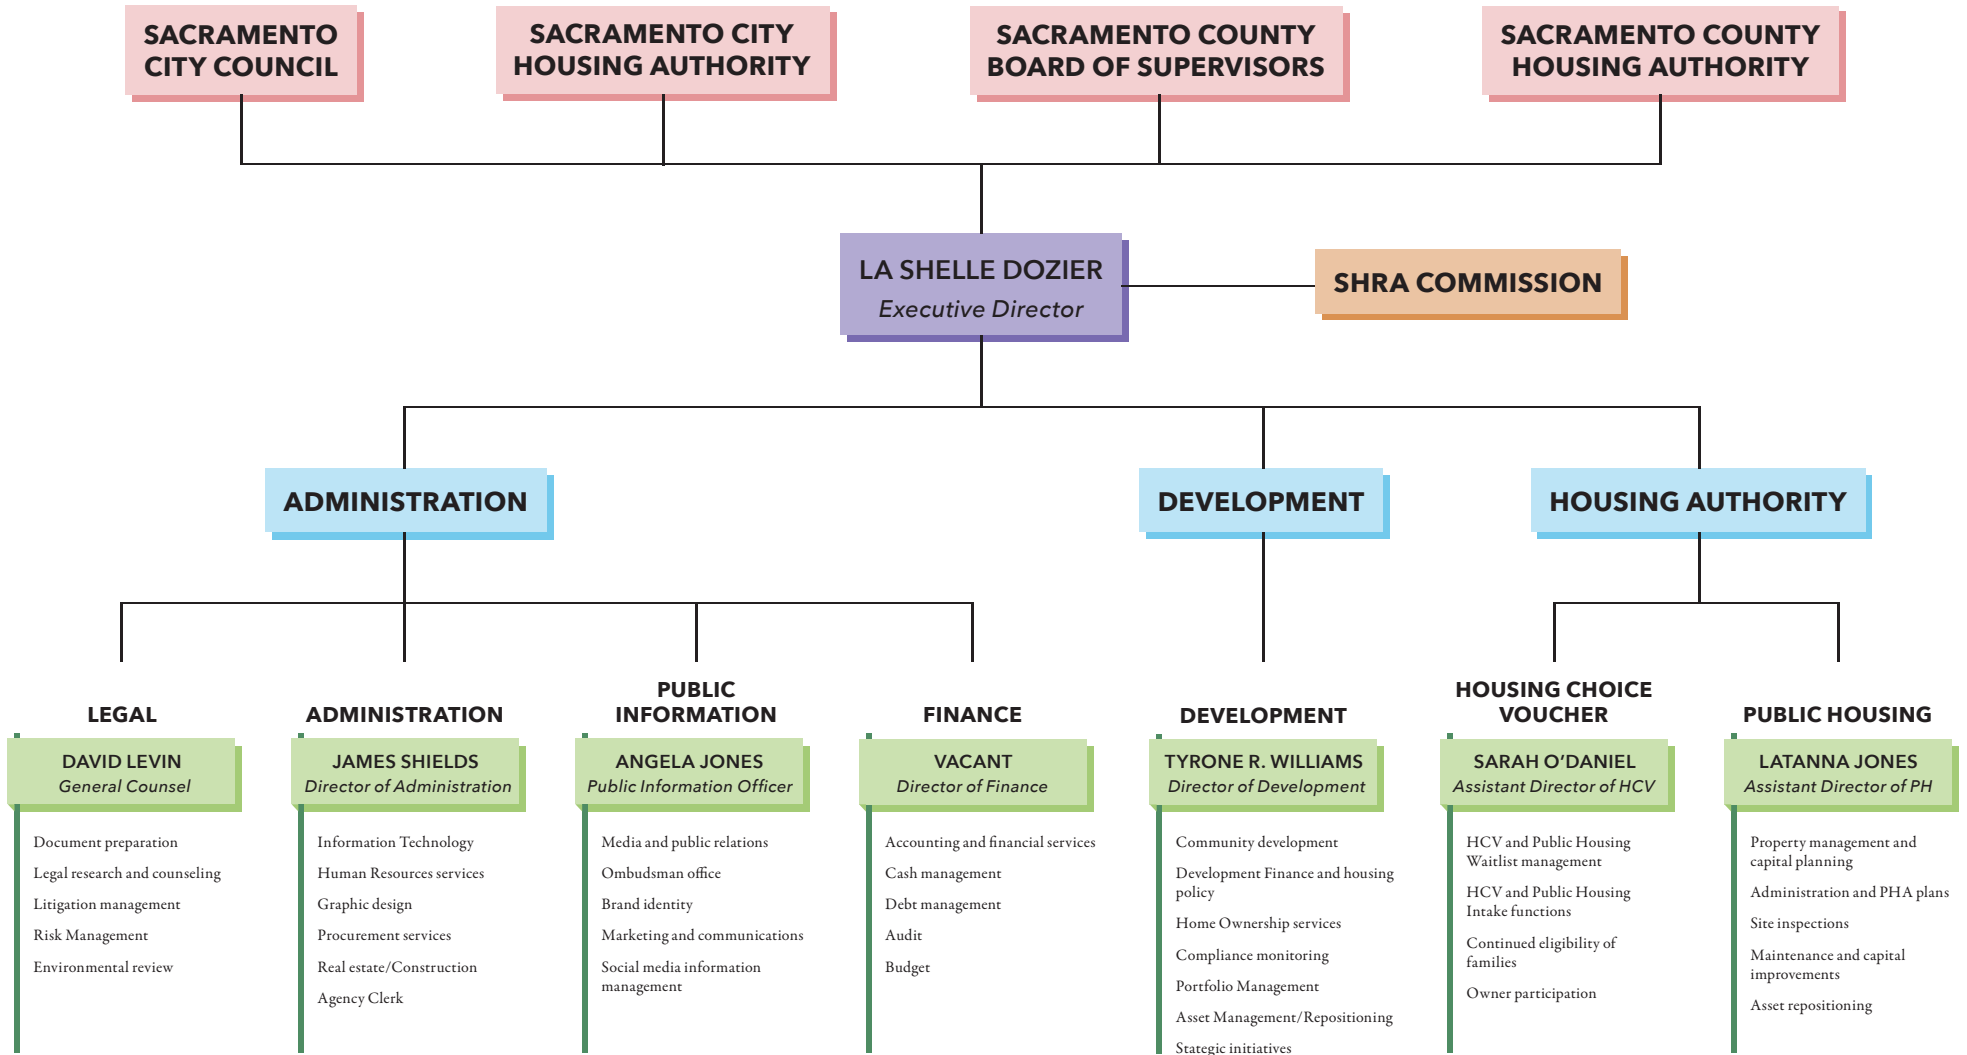 SACRAMENTO
CITY COUNCIL
SACRAMENTO CITY
HOUSING AUTHORITY
SACRAMENTO COUNTY
BOARD OF SUPERVISORS
SACRAMENTO COUNTY
HOUSING AUTHORITY
LA SHELLE DOZIER
Executive Director
SHRA COMMISSION
ADMINISTRATION
DEVELOPMENT
HOUSING AUTHORITY
LEGAL
DAVID LEVIN
General Counsel
Document preparation
Legal research and counseling
Litigation management
Risk Management
Environmental review
ADMINISTRATION
JAMES SHIELDS
Director of Administration
Information Technology
Human Resources services
Graphic design
Procurement services
Real estate/Construction
Agency Clerk
PUBLIC
INFORMATION
ANGELA JONES
Public Information Officer
Media and public relations
Ombudsman office
Brand identity
Marketing and communications
Social media information
management
FINANCE
VACANT
Director of Finance
Accounting and financial services
Cash management
Debt management
Audit
Budget
DEVELOPMENT
TYRONE R. WILLIAMS
Director of Development
Community development
Development Finance and housing
policy
Home Ownership services
Compliance monitoring
Portfolio Management
Asset Management/Repositioning
Stategic initiatives
HOUSING CHOICE
VOUCHER
SARAH O'DANIEL
Assistant Director of HCV
HCV and Public Housing
Waitlist management
HCV and Public Housing
Intake functions
Continued eligibility of
families
Owner participation
PUBLIC HOUSING
LATANNA JONES
Assistant Director of PH
Property management and
capital planning
Administration and PHA plans
Site inspections
Maintenance and capital
improvements
Asset repositioning